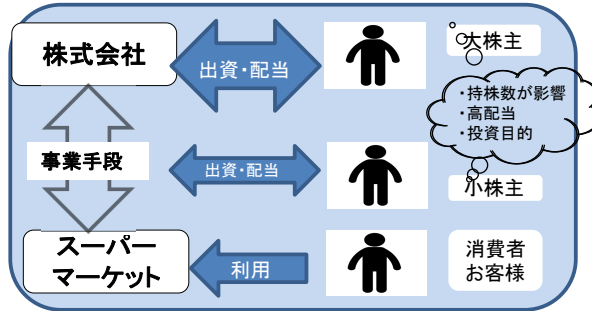 株式会社
出資・配当
大株主
・持株数が影響
・高配当
・投資目的
事業手段
出資・配当
小株主
スーパー
マーケット
利用
消費者
お客様